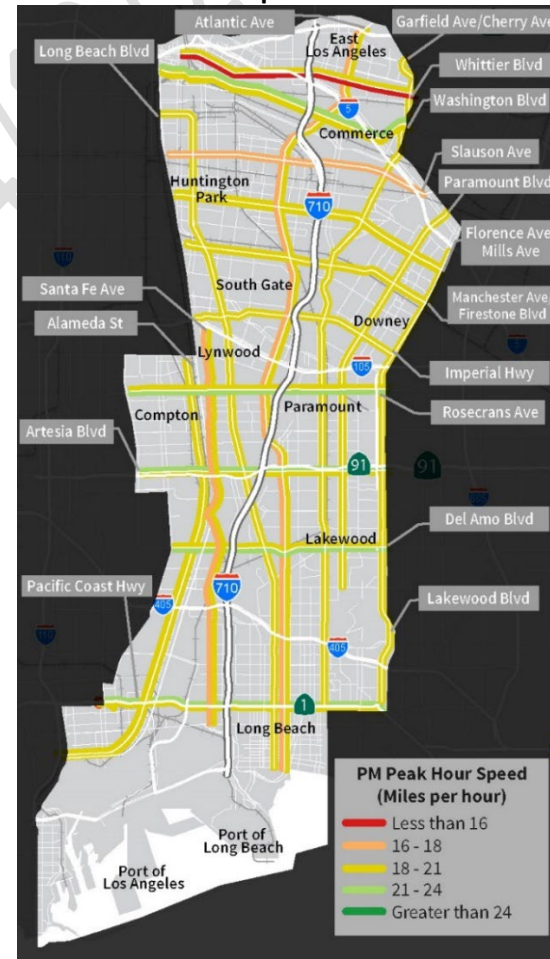 Atlantic Ave
Garfield Ave/Cherry Ave
East
Los Angeles
Long Beach Blvd
Whittier Blvd
5
Washington Blvd
Commerce
Slauson Ave
Huntington
Park
Paramount Blvd
710
Florence Ave
Mills Ave
110
South Gate
Santa Fe Ave
Manchester Ave
Firestone Blvd
Alameda St
Downey
5
Lynwood
105
Imperial Hwy
Compton
Paramount
Rosecrans Ave
Artesia Blvd
91
91
Del Amo Blvd
Lakewood
Pacific Coast Hwy
710
405
Lakewood Blvd
110
405
1
Long Beach
PM Peak Hour Speed
(Miles per hour)
Less than 16
16 - 18
18 - 21
21 - 24
Greater than 24
Port of
Long Beach
Port of
Los Angeles